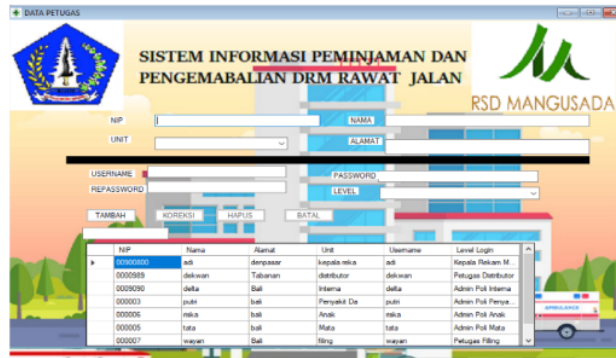 DATA PETUGAS
SISTEM INFORMASI PEMINJAMAN DAN
PENGEMABALIAN DRM RAWAT JALAN
RSD MANGUSADA
NIP NAMA
UNIT ALAMAT
USERNAME PASSWORD
REPASSWORD LEVEL
TAMBAH KOREKSI HAPUS BATAL
NIP Nama Alamat Unit Username Level Login
00900800 adi denpasar kepala reka adi Kepala Rekam M...
0000989 dekwan Tabanan distributor dekwan Petugas Distributor
0009090 delta Bali Interna delta Admin Poli Interna
000003 putri bali Penyakit Da putri Admin Poli Penya...
000006 mika bali Anak mika Admin Poli Anak
000005 tata bali Mata tata Admin Poli Mata
000007 wayan Bali filing wayan Petugas Filling
AMBULANCE